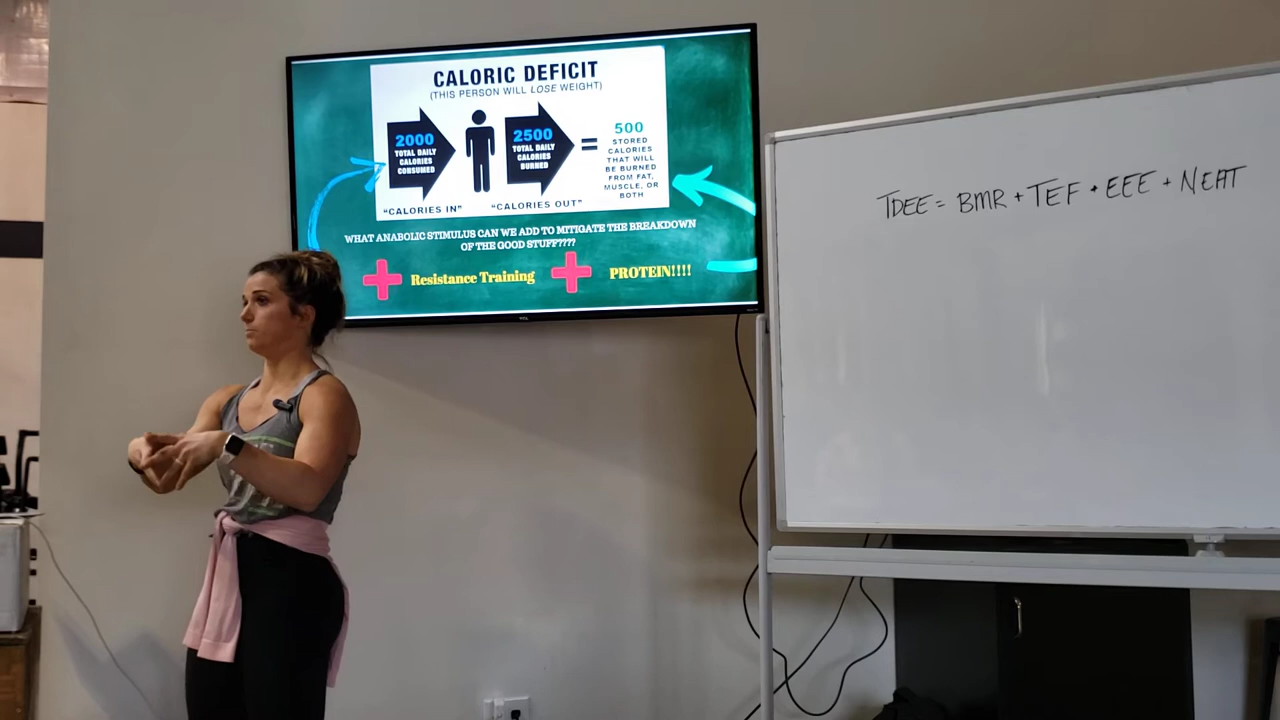 CALORIC DEFICIT
(THIS PERSON WILL LOSE WEIGHT)
2000
TOTAL DAILY
CALORIES
CONSUMED
2500
TOTAL DAILY
CALORIES
BURNED
=
500
STORED
CALORIES
THAT WILL
BE BURNED
FROM FAT,
MUSCLE, OR
BOTH
"CALORIES IN"
"CALORIES OUT"
WHAT ANABOLIC STIMULUS CAN WE ADD TO MITIGATE THE BREAKDOWN
OF THE GOOD STUFF????
Resistance Training
PROTEIN!!!!
TCL
TDEE = BMR + TEF + EEE + NEAT